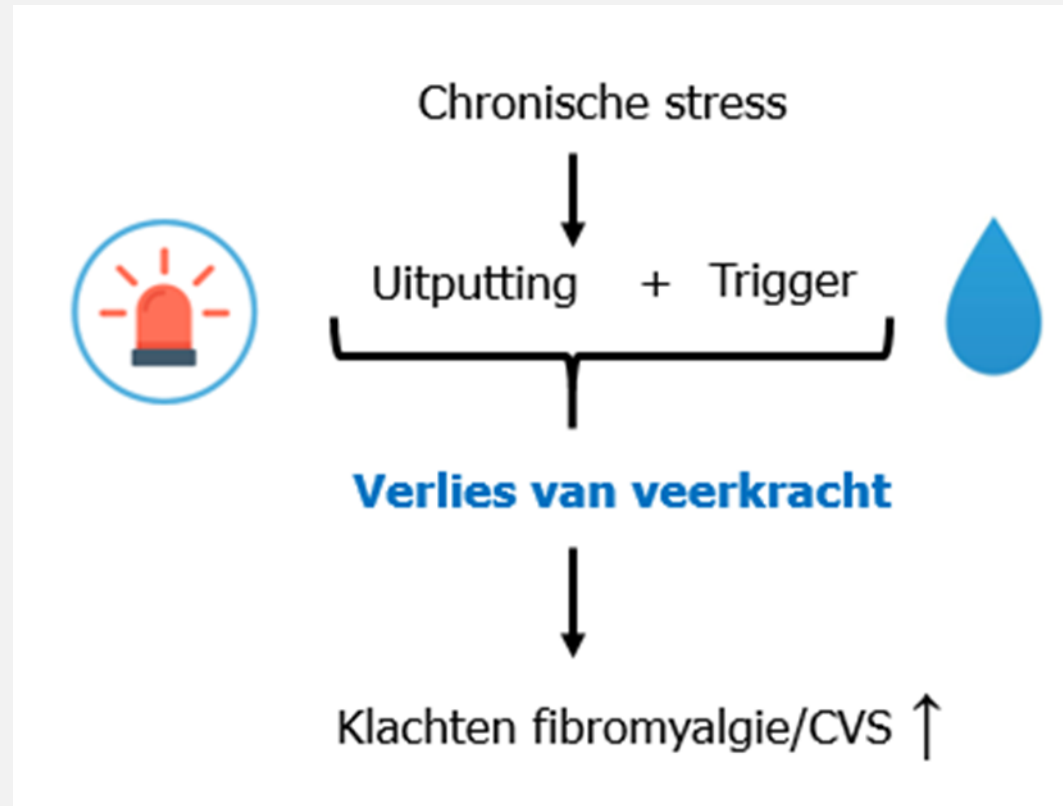 Chronische stress
Uitputting + Trigger
Verlies van veerkracht
Klachten fibromyalgie/CVS ↑